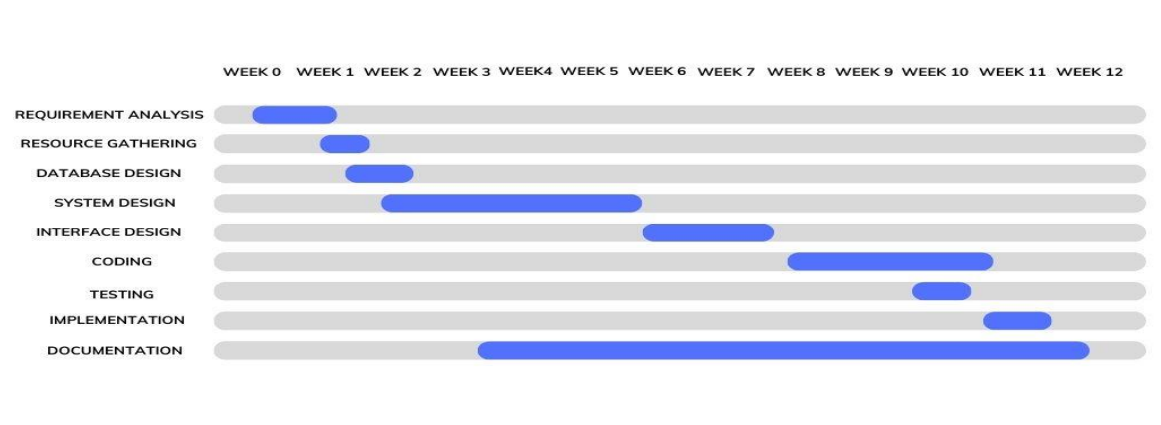 WEEK 0 WEEK 1 WEEK 2 WEEK 3 WEEK4 WEEK 5 WEEK 6 WEEK 7 WEEK 8 WEEK 9 WEEK 10 WEEK 11 WEEK 12
REQUIREMENT ANALYSIS
RESOURCE GATHERING
DATABASE DESIGN
SYSTEM DESIGN
INTERFACE DESIGN
CODING
TESTING
IMPLEMENTATION
DOCUMENTATION